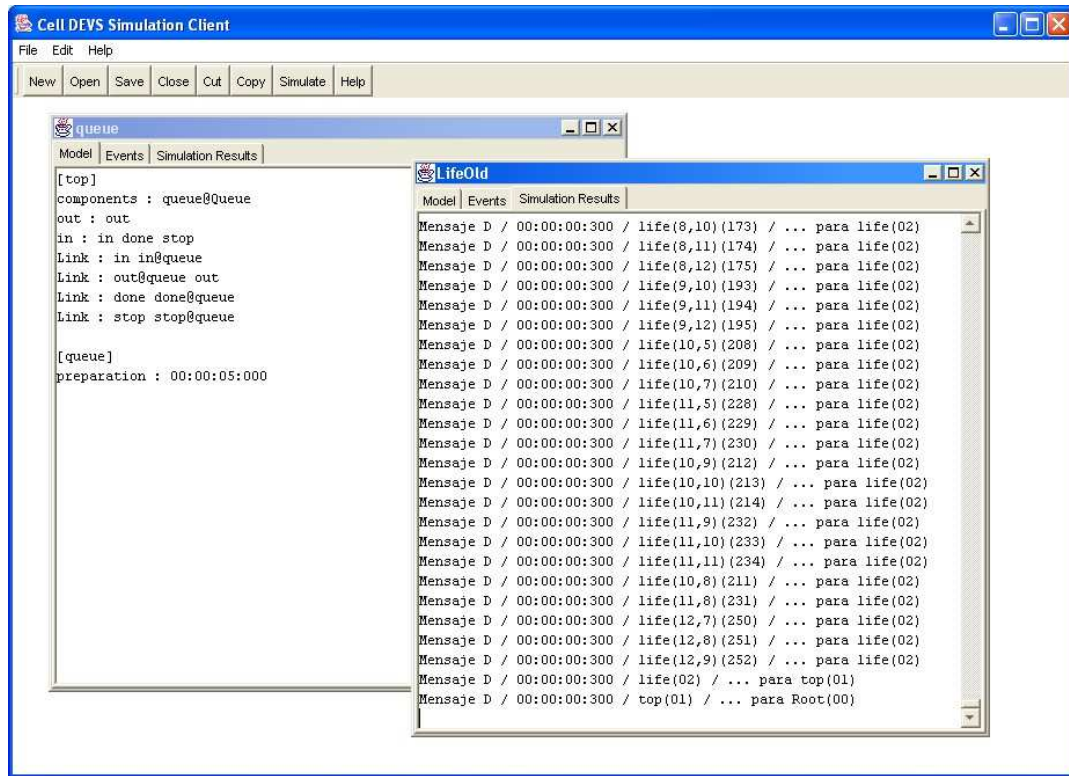 Cell DEVS Simulation Client
File Edit Help
New Open Save Close Cut Copy Simulate Help
queue
Model Events Simulation Results
[top]
components : queue@Queue
out : out
in : in done stop
Link : in in@queue
Link : out@queue out
Link : done done@queue
Link : stop stop@queue
[queue]
preparation : 00:00:05:000
LifeOld
Model Events Simulation Results
Mensaje D / 00:00:00:300 / life(8,10)(173) / ... para life(02)
Mensaje D / 00:00:00:300 / life(8,11)(174) / ... para life(02)
Mensaje D / 00:00:00:300 / life(8,12)(175) / ... para life(02)
Mensaje D / 00:00:00:300 / life(9,10)(193) / ... para life(02)
Mensaje D / 00:00:00:300 / life(9,11)(194) / ... para life(02)
Mensaje D / 00:00:00:300 / life(9,12)(195) / ... para life(02)
Mensaje D / 00:00:00:300 / life(10,5)(208) / ... para life(02)
Mensaje D / 00:00:00:300 / life(10,6)(209) / ... para life(02)
Mensaje D / 00:00:00:300 / life(10,7)(210) / ... para life(02)
Mensaje D / 00:00:00:300 / life(11,5)(228) / ... para life(02)
Mensaje D / 00:00:00:300 / life(11,6)(229) / ... para life(02)
Mensaje D / 00:00:00:300 / life(11,7)(230) / ... para life(02)
Mensaje D / 00:00:00:300 / life(10,9)(212) / ... para life(02)
Mensaje D / 00:00:00:300 / life(10,10)(213) / ... para life(02)
Mensaje D / 00:00:00:300 / life(10,11)(214) / ... para life(02)
Mensaje D / 00:00:00:300 / life(11,9)(232) / ... para life(02)
Mensaje D / 00:00:00:300 / life(11,10)(233) / ... para life(02)
Mensaje D / 00:00:00:300 / life(11,11)(234) / ... para life(02)
Mensaje D / 00:00:00:300 / life(10,8)(211) / ... para life(02)
Mensaje D / 00:00:00:300 / life(11,8)(231) / ... para life(02)
Mensaje D / 00:00:00:300 / life(12,7)(250) / ... para life(02)
Mensaje D / 00:00:00:300 / life(12,8)(251) / ... para life(02)
Mensaje D / 00:00:00:300 / life(12,9)(252) / ... para life(02)
Mensaje D / 00:00:00:300 / life(02) / ... para top(01)
Mensaje D / 00:00:00:300 / top(01) / ... para Root(00)